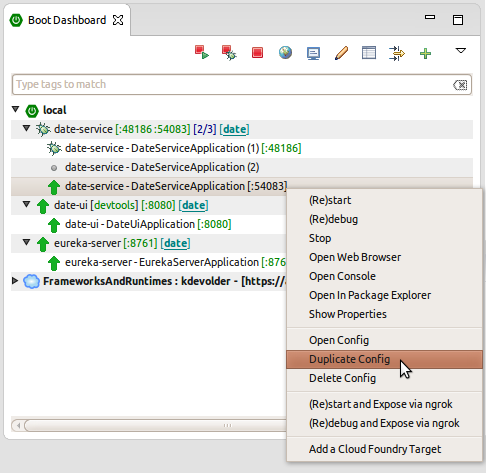 Boot Dashboard
Type tags to match
local
date-service [:48186 :54083] [2/3] [date]
date-service - DateServiceApplication (1) [:48186]
date-service - DateServiceApplication (2)
date-service - DateServiceApplication [:54083]
date-ui [devtools] [:8080] [date]
date-ui - DateUiApplication [:8080]
eureka-server [:8761] [date]
eureka-server - EurekaServerApplication [:876
FrameworksAndRuntimes : kdevolder - [https://
(Re)start
(Re)debug
Stop
Open Web Browser
Open Console
Open In Package Explorer
Show Properties
Open Config
Duplicate Config
Delete Config
(Re)start and Expose via ngrok
(Re)debug and Expose via ngrok
Add a Cloud Foundry Target